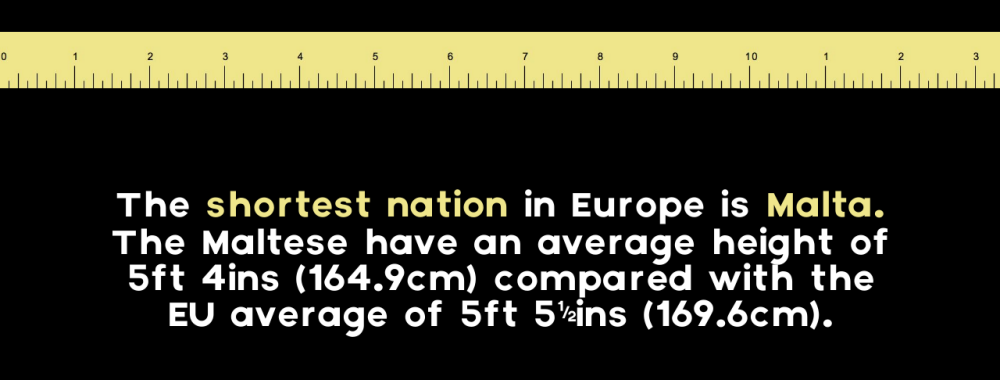 0 1 2 3 4 5 6 7 8 9 10 1 2 3
The shortest nation in Europe is Malta.
The Maltese have an average height of
5ft 4ins (164.9cm) compared with the
EU average of 5ft 5½ins (169.6cm).